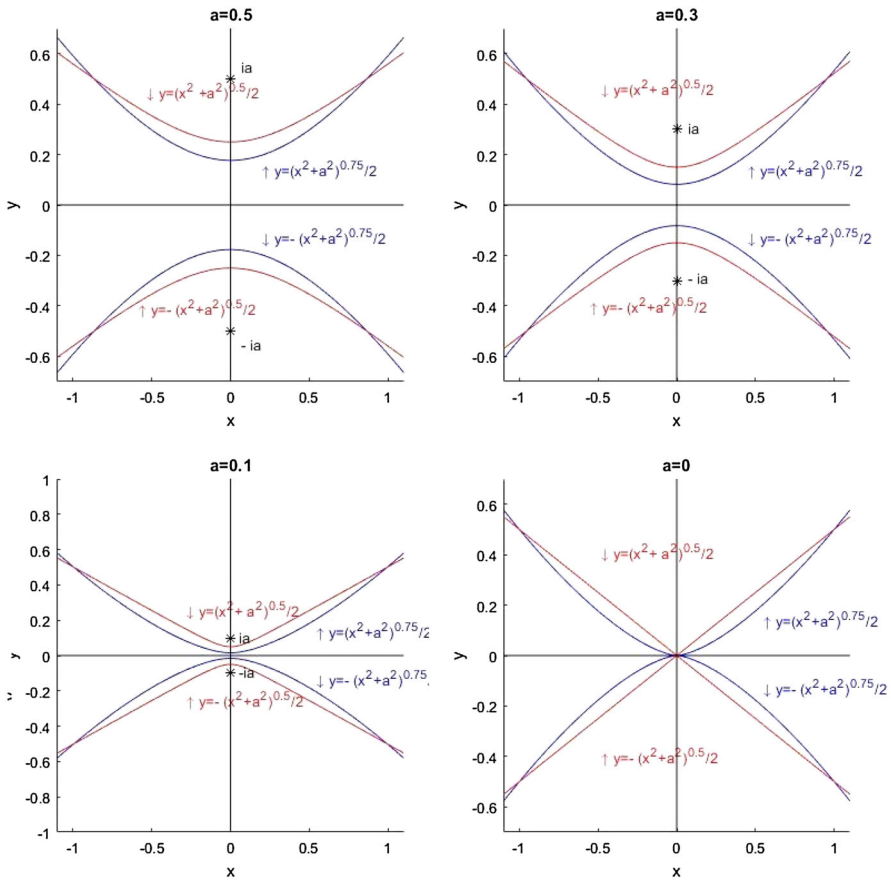 a=0.5
0.6
0.4
0.2
0
-0.2
-0.4
-0.6
y
ia
↓ y=(x² +a²)^0.5/2
↑ y=(x²+a²)^0.75/2
↓ y=- (x²+a²)^0.75/2
↑ y=- (x²+a²)^0.5/2
- ia
-1
-0.5
0
0.5
1
x
a=0.3
0.6
0.4
0.2
0
-0.2
-0.4
-0.6
y
↓ y=(x²+ a²)^0.5/2
ia
↑ y=(x²+a²)^0.75/2
↓ y=- (x²+a²)^0.75/2
- ia
↑ y=- (x²+a²)^0.5/2
-1
-0.5
0
0.5
1
x
a=0.1
1
0.8
0.6
0.4
0.2
0
-0.2
-0.4
-0.6
-0.8
-1
↓ y=(x²+ a²)^0.5/2
ia
↑ y=(x²+a²)^0.75/2
-ia
↓ y=- (x²+a²)^0.75
↑ y=- (x²+a²)^0.5/2
-1
-0.5
0
0.5
1
x
a=0
0.6
0.4
0.2
0
-0.2
-0.4
-0.6
y
↓ y=(x²+ a²)^0.5/2
↑ y=(x²+a²)^0.75/2
↓ y=- (x²+a²)^0.75/2
↑ y=- (x²+a²)^0.5/2
-1
-0.5
0
0.5
1
x